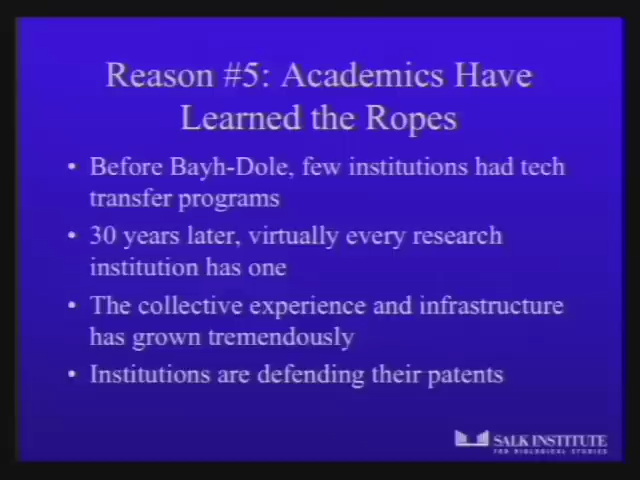 Reason #5: Academics Have
Learned the Ropes
• Before Bayh-Dole, few institutions had tech
transfer programs
• 30 years later, virtually every research
institution has one
• The collective experience and infrastructure
has grown tremendously
• Institutions are defending their patents
SALK INSTITUTE
FOR BIOLOGICAL STUDIES